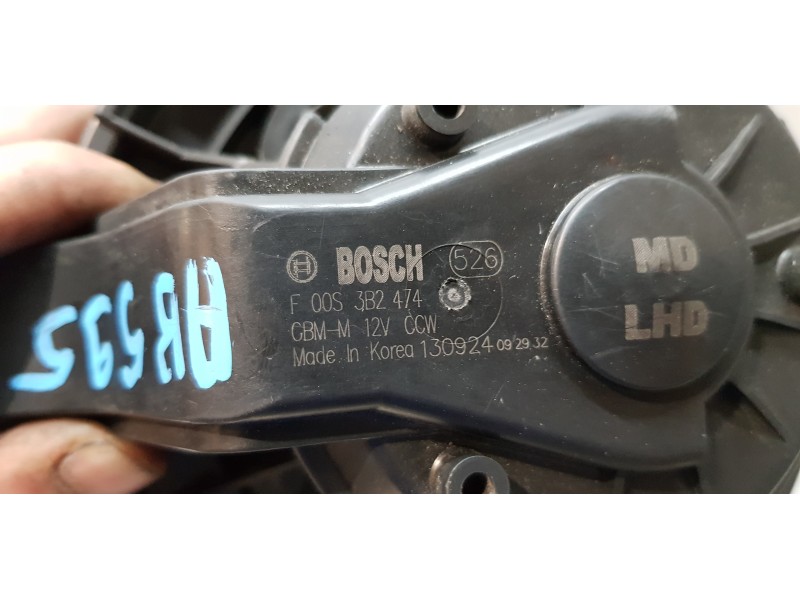 BOSCH 526
F 00S 3B2 474
CBM-M 12V CCW
Made In Korea 130924 09 29 32
MD
LHD
AB595